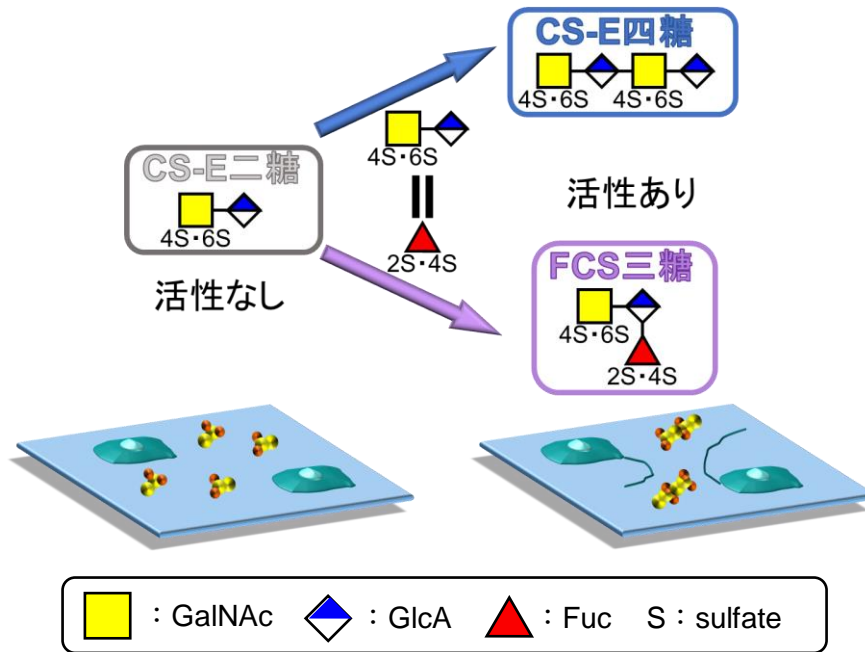 CS-E四糖
4S・6S 4S・6S
4S・6S
CS-E二糖
4S・6S
活性なし
2S・4S
活性あり
FCS三糖
4S・6S
2S・4S
：GalNAc ：GlcA ：Fuc S：sulfate